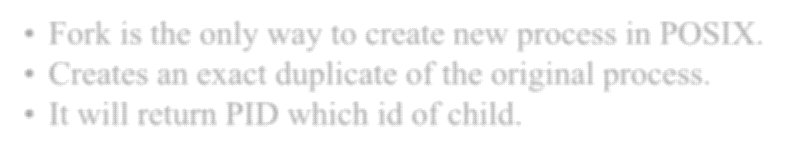 • Fork is the only way to create new process in POSIX.
• Creates an exact duplicate of the original process.
• It will return PID which id of child.